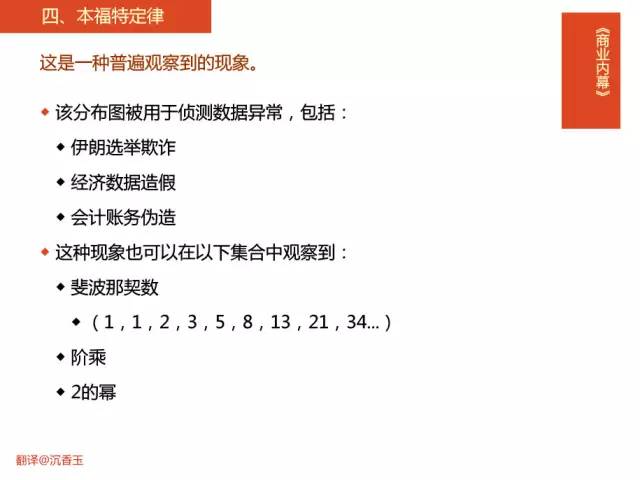 四、本福特定律
《商业内幕》
这是一种普遍观察到的现象。
◆ 该分布图被用于侦测数据异常，包括：
◆ 伊朗选举欺诈
◆ 经济数据造假
◆ 会计账务伪造
◆ 这种现象也可以在以下集合中观察到：
◆ 斐波那契数
◆ （1，1，2，3，5，8，13，21，34...）
◆ 阶乘
◆ 2的幂
翻译@沉香玉